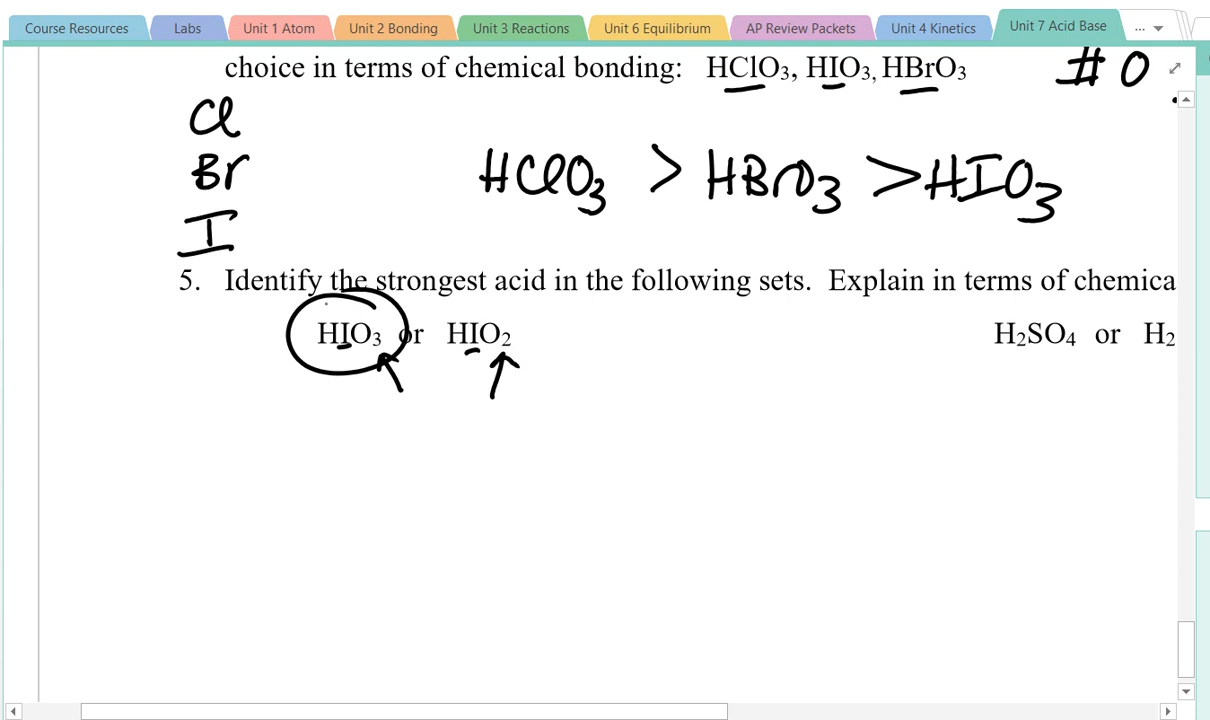 Course Resources Labs Unit 1 Atom Unit 2 Bonding Unit 3 Reactions Unit 6 Equilibrium AP Review Packets Unit 4 Kinetics Unit 7 Acid Base ...
choice in terms of chemical bonding: HClO₃, HIO₃, HBrO₃ #O
Cl
Br
I
HClO₃ > HBrO₃ > HIO₃
5. Identify the strongest acid in the following sets. Explain in terms of chemica
HIO₃ or HIO₂ H₂SO₄ or H₂